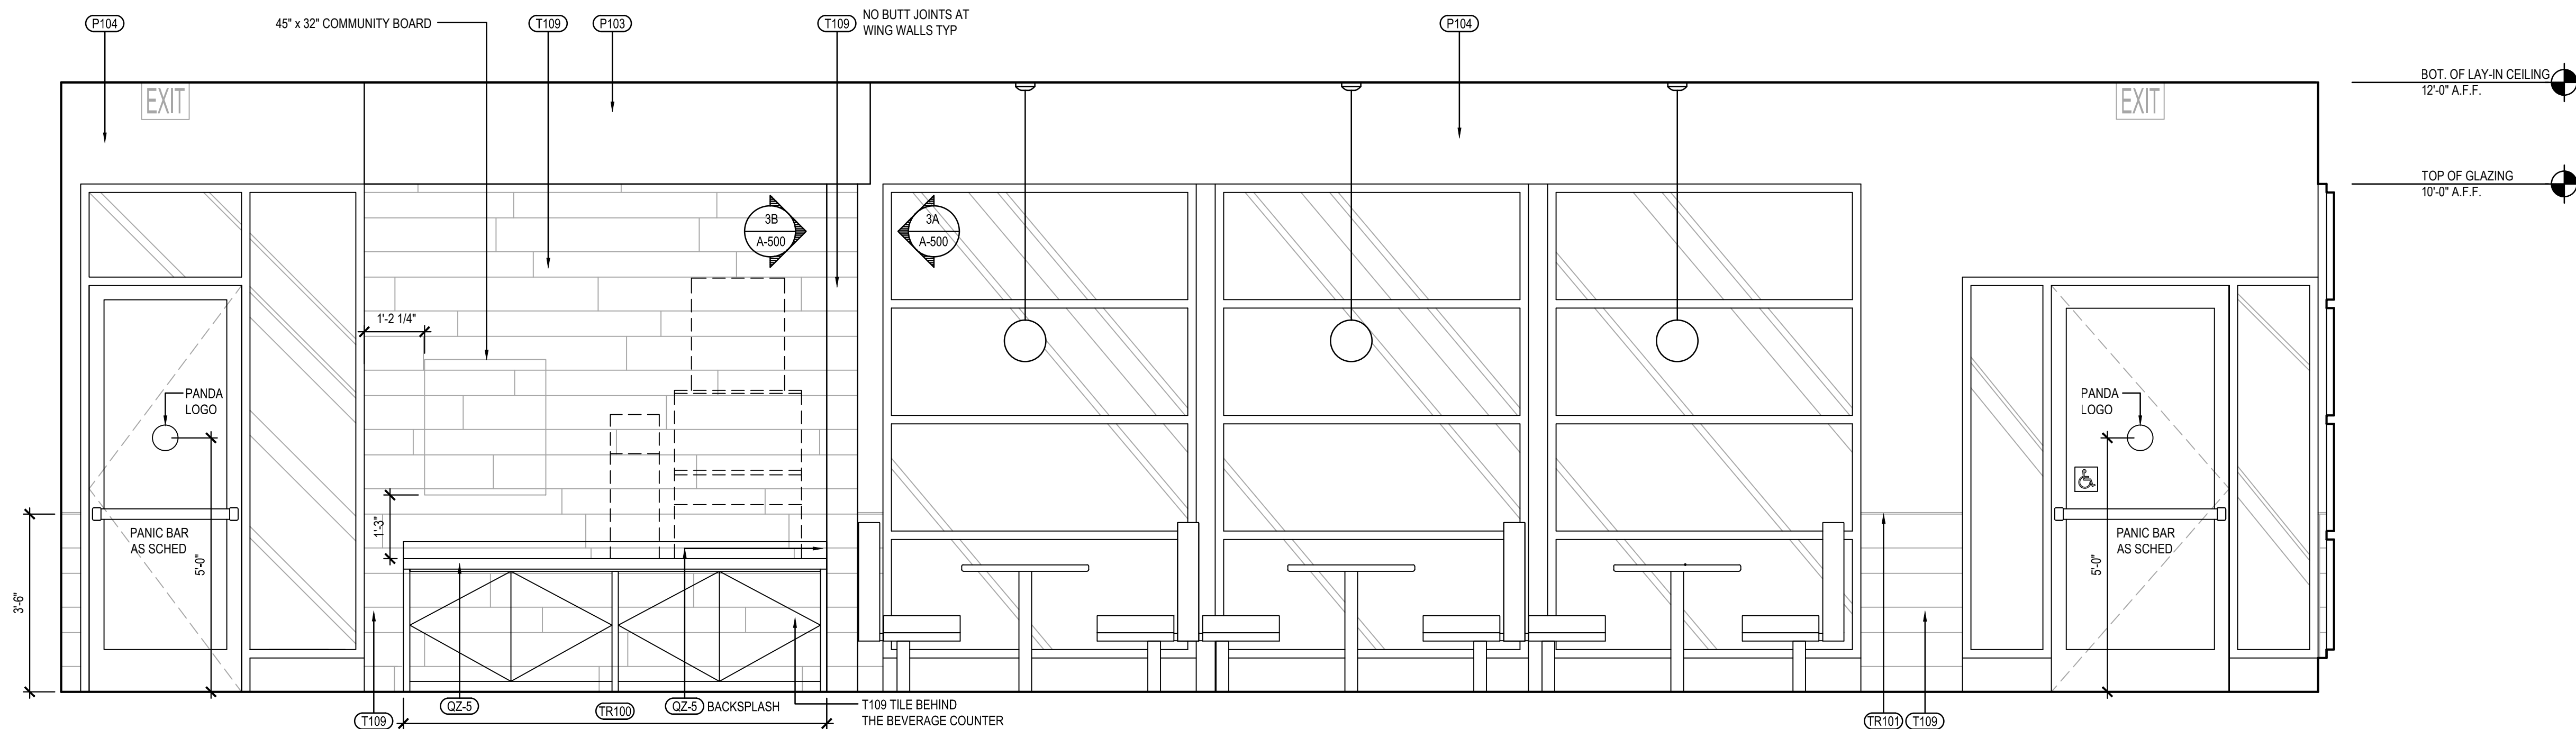 P104
45" x 32" COMMUNITY BOARD
T109
P103
T109
NO BUTT JOINTS AT
WING WALLS TYP
P104
BOT. OF LAY-IN CEILING
12'-0" A.F.F.
EXIT
EXIT
TOP OF GLAZING
10'-0" A.F.F.
3B
A-500
3A
A-500
1'-2 1/4"
PANDA
LOGO
PANDA
LOGO
1'-3"
PANIC BAR
AS SCHED
5'-0"
PANIC BAR
AS SCHED
5'-0"
3'-6"
T109
QZ-5
TR100
QZ-5
BACKSPLASH
T109 TILE BEHIND
THE BEVERAGE COUNTER
TR101
T109